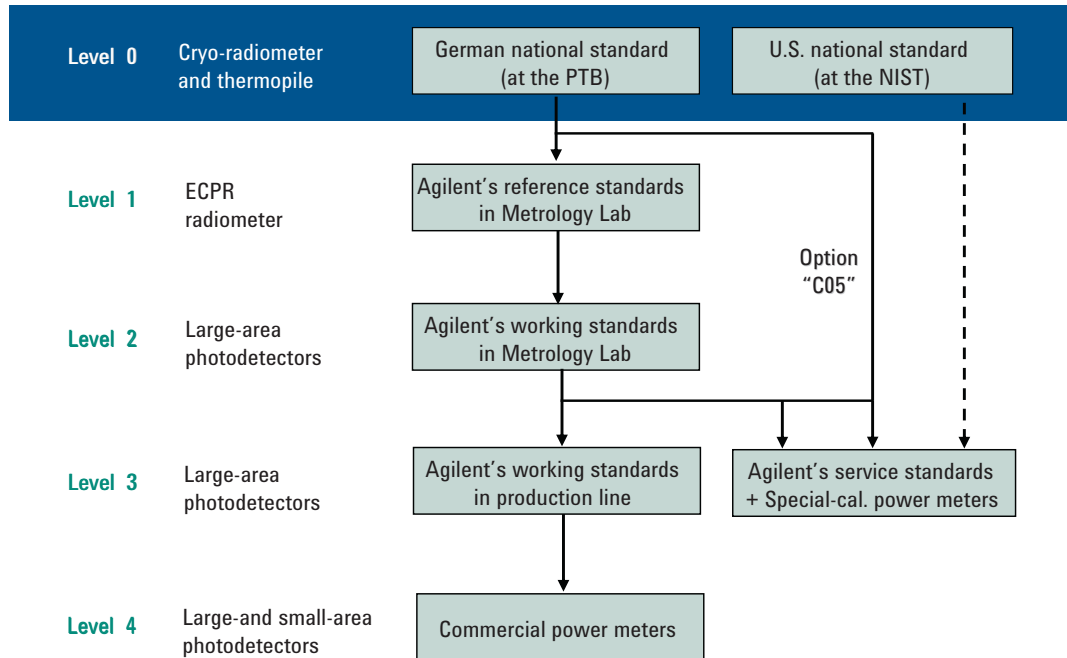 Level 0
Cryo-radiometer
and thermopile
German national standard
(at the PTB)
U.S. national standard
(at the NIST)
Level 1
ECPR
radiometer
Agilent's reference standards
in Metrology Lab
Option
“C05”
Level 2
Large-area
photodetectors
Agilent's working standards
in Metrology Lab
Level 3
Large-area
photodetectors
Agilent's working standards
in production line
Agilent's service standards
+ Special-cal. power meters
Level 4
Large-and small-area
photodetectors
Commercial power meters